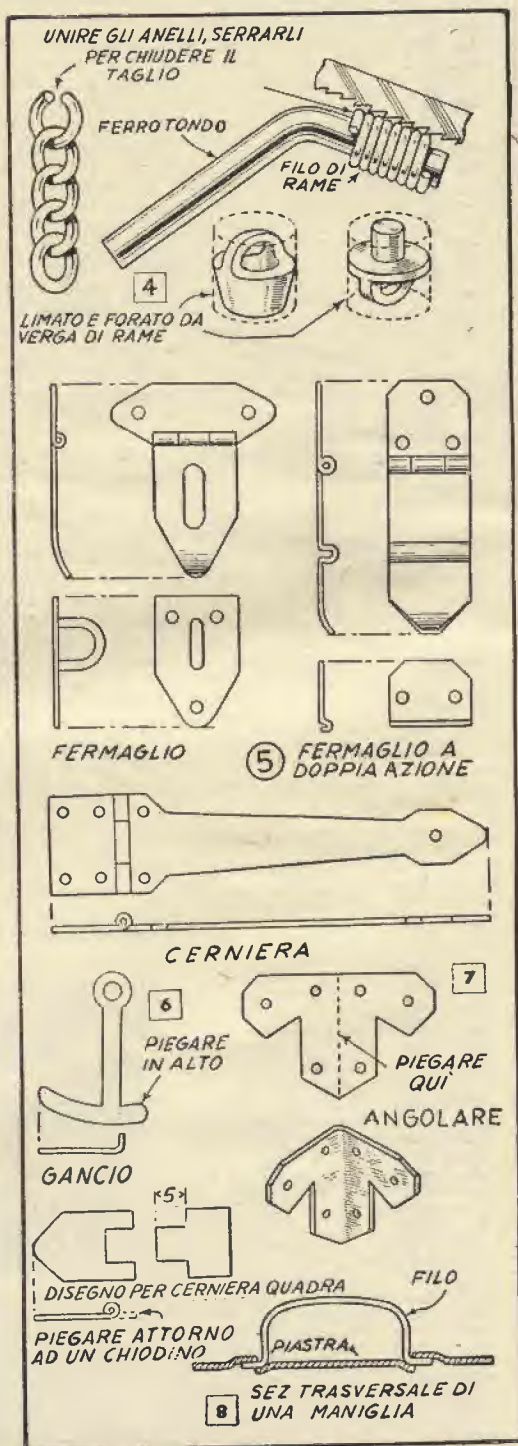 UNIRE GLI ANELLI, SERRARLI
PER CHIUDERE IL
TAGLIO
FERRO TONDO
FILO DI
RAME
4
LIMATO E FORATO DA
VERGA DI RAME
FERMAGLIO
5 FERMAGLIO A
DOPPIA AZIONE
CERNIERA
6
7
PIEGARE
IN ALTO
PIEGARE
QUÌ
GANCIO
ANGOLARE
5
DISEGNO PER CERNIERA QUADRA
PIEGARE ATTORNO
AD UN CHIODINO
FILO
PIASTRA
8 SEZ TRASVERSALE DI
UNA MANIGLIA